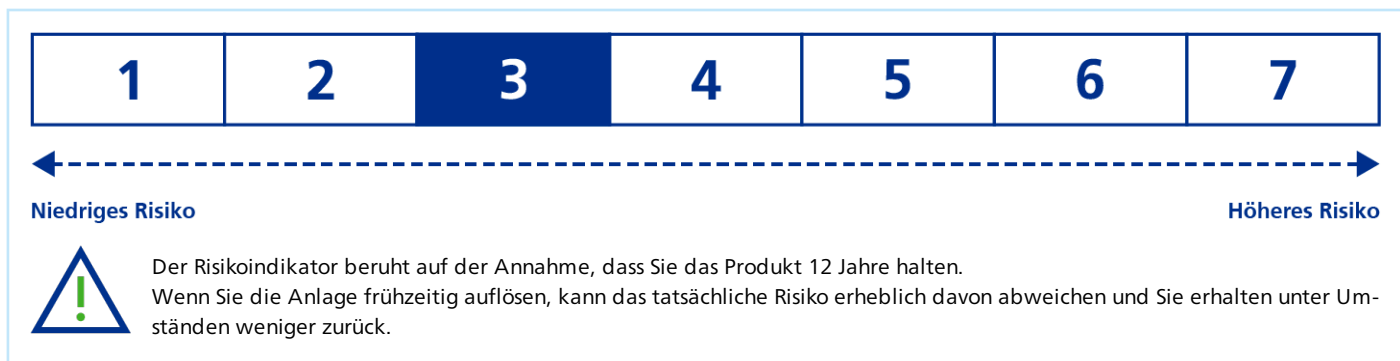 1 2 3 4 5 6 7
Niedriges Risiko Höheres Risiko
Der Risikoindikator beruht auf der Annahme, dass Sie das Produkt 12 Jahre halten.
Wenn Sie die Anlage frühzeitig auflösen, kann das tatsächliche Risiko erheblich davon abweichen und Sie erhalten unter Um-
ständen weniger zurück.